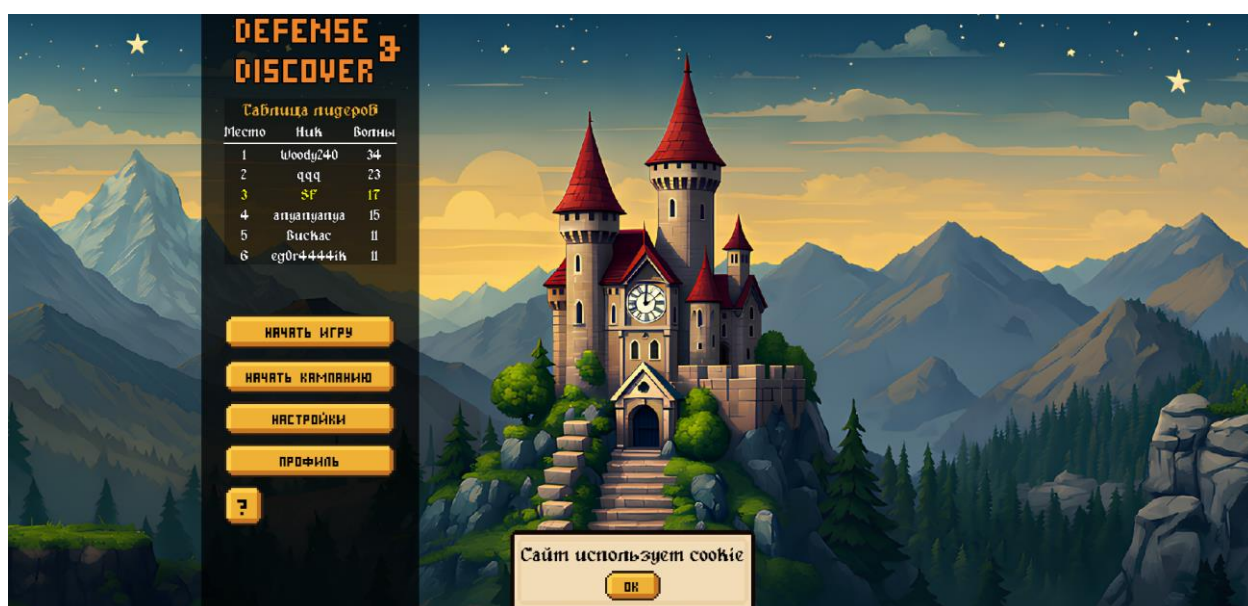 DEFENSE &
DISCOVER
Таблица лидеров
Место Ник Волны
1 Woody240 34
2 qqq 23
3 SF 17
4 anyanyanya 15
5 Buckac 11
6 eg0r4444ik 11
НАЧАТЬ ИГРУ
НАЧАТЬ КАМПАНИЮ
НАСТРОЙКИ
ПРОФИЛЬ
?
Сайт использует cookie
ОК